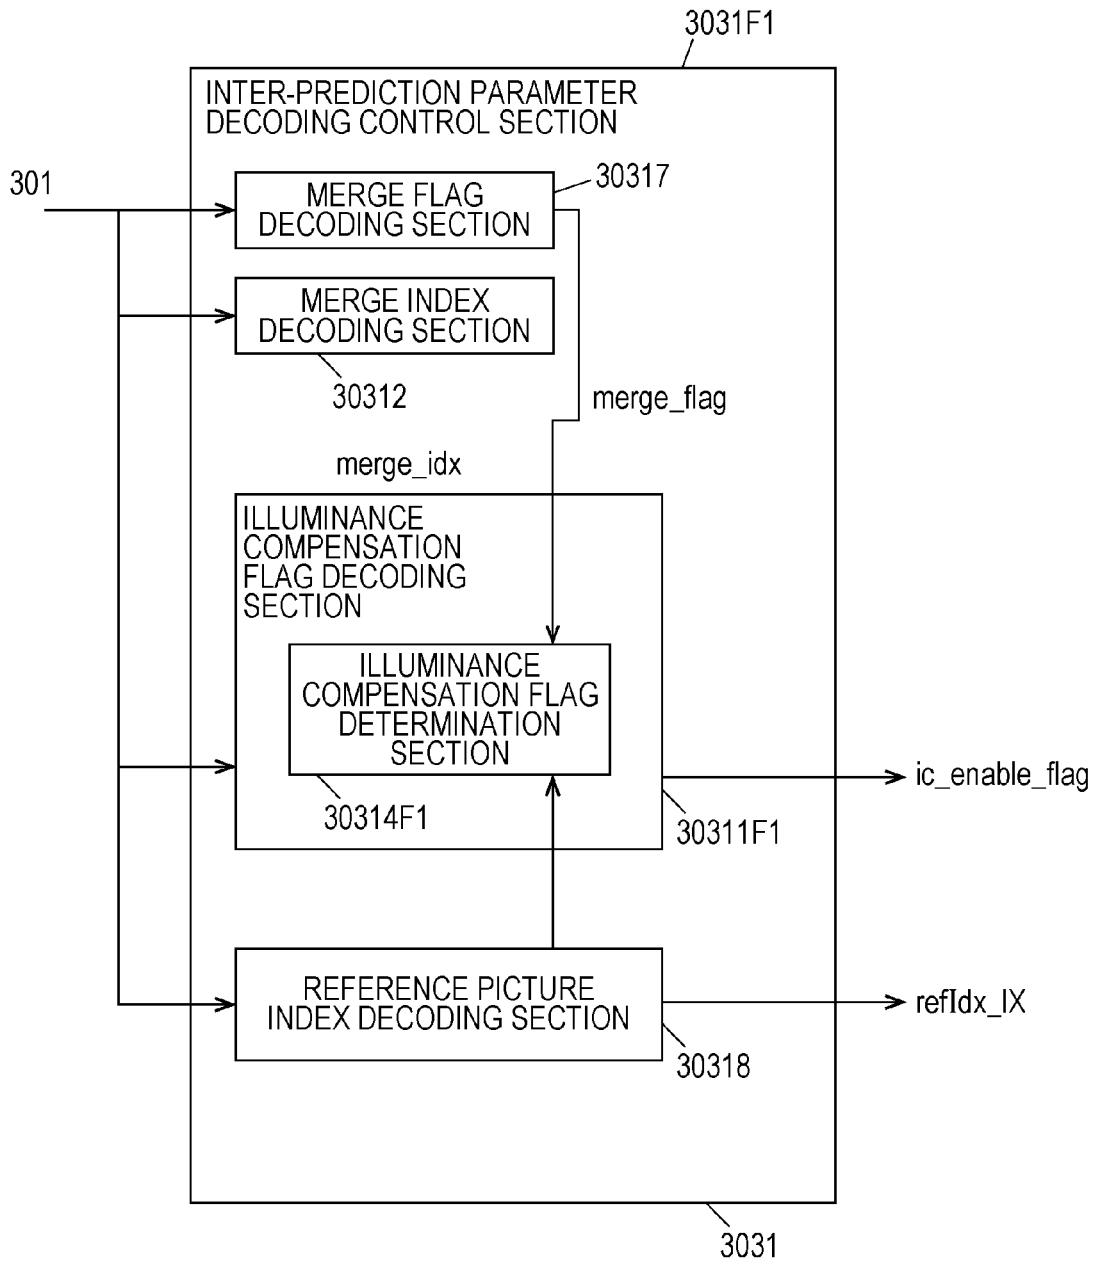 3031F1
INTER-PREDICTION PARAMETER
DECODING CONTROL SECTION
301
30317
MERGE FLAG
DECODING SECTION
MERGE INDEX
DECODING SECTION
30312
merge_flag
merge_idx
ILLUMINANCE
COMPENSATION
FLAG DECODING
SECTION
ILLUMINANCE
COMPENSATION FLAG
DETERMINATION
SECTION
ic_enable_flag
30314F1
30311F1
REFERENCE PICTURE
INDEX DECODING SECTION
refIdx_lX
30318
3031